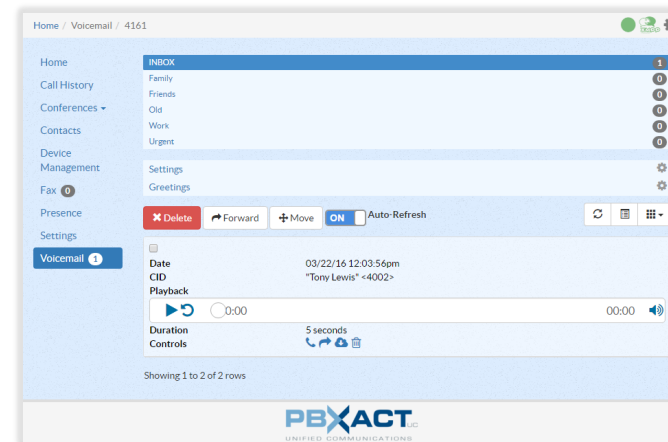 Home / Voicemail / 4161
Home
Call History
Conferences
Contacts
Device
Management
Fax 0
Presence
Settings
Voicemail 1
INBOX 1
Family 0
Friends 0
Old 0
Work 0
Urgent 0
Settings
Greetings
Delete Forward Move ON Auto-Refresh
Date 03/22/16 12:03:56pm
CID "Tony Lewis" <4002>
Playback
0:00 00:00
Duration 5 seconds
Controls
Showing 1 to 2 of 2 rows
PBXACT UC
UNIFIED COMMUNICATIONS